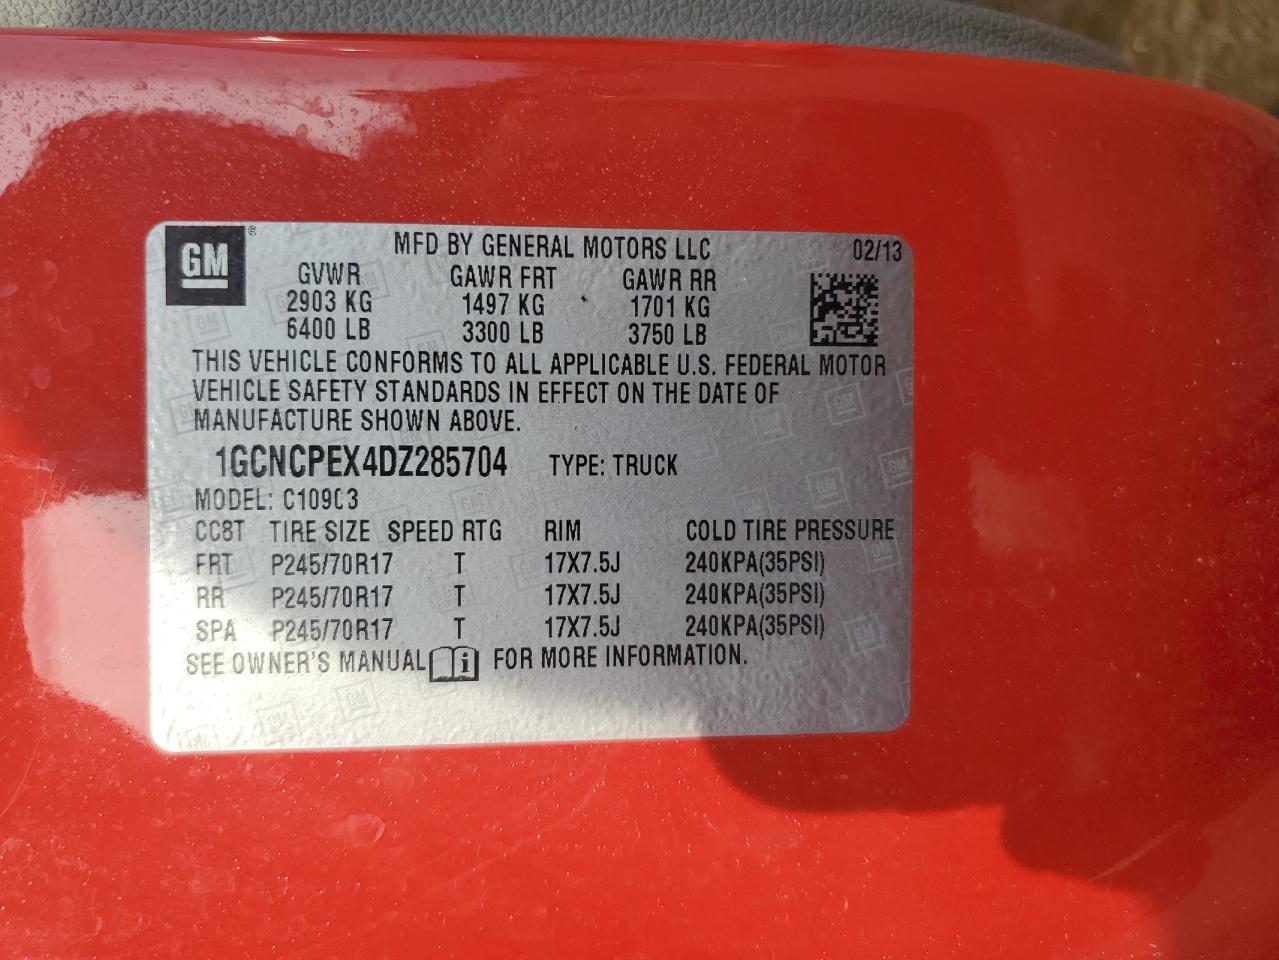 GM ® MFD BY GENERAL MOTORS LLC 02/13
GVWR GAWR FRT GAWR RR
2903 KG 1497 KG 1701 KG
6400 LB 3300 LB 3750 LB
THIS VEHICLE CONFORMS TO ALL APPLICABLE U.S. FEDERAL MOTOR
VEHICLE SAFETY STANDARDS IN EFFECT ON THE DATE OF
MANUFACTURE SHOWN ABOVE.
1GCNCPEX4DZ285704 TYPE: TRUCK
MODEL: C10903
CC8T TIRE SIZE SPEED RTG RIM COLD TIRE PRESSURE
FRT P245/70R17 T 17X7.5J 240KPA(35PSI)
RR P245/70R17 T 17X7.5J 240KPA(35PSI)
SPA P245/70R17 T 17X7.5J 240KPA(35PSI)
SEE OWNER'S MANUAL i FOR MORE INFORMATION.